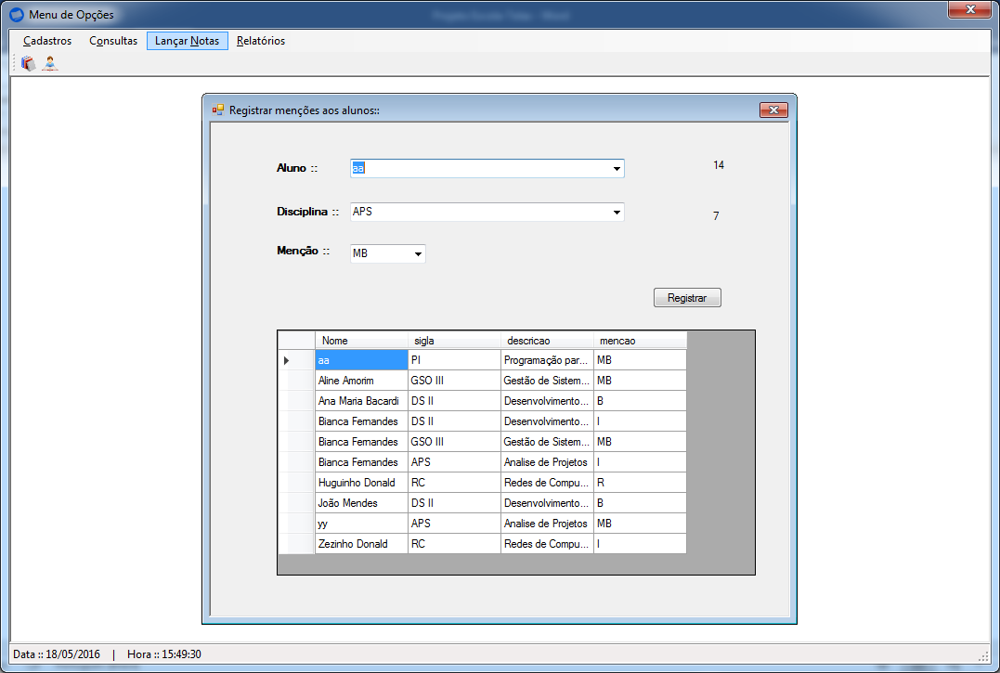 Menu de Opções
Cadastros Consultas Lançar Notas Relatórios
Registrar menções aos alunos::
Aluno :: aa 14
Disciplina :: APS 7
Menção :: MB
Registrar
Nome sigla descricao mencao
aa PI Programação par... MB
Aline Amorim GSO III Gestão de Sistem... MB
Ana Maria Bacardi DS II Desenvolvimento... B
Bianca Fernandes DS II Desenvolvimento... I
Bianca Fernandes GSO III Gestão de Sistem... MB
Bianca Fernandes APS Analise de Projetos I
Huguinho Donald RC Redes de Compu... R
João Mendes DS II Desenvolvimento... B
yy APS Analise de Projetos MB
Zezinho Donald RC Redes de Compu... I
Data :: 18/05/2016 | Hora :: 15:49:30